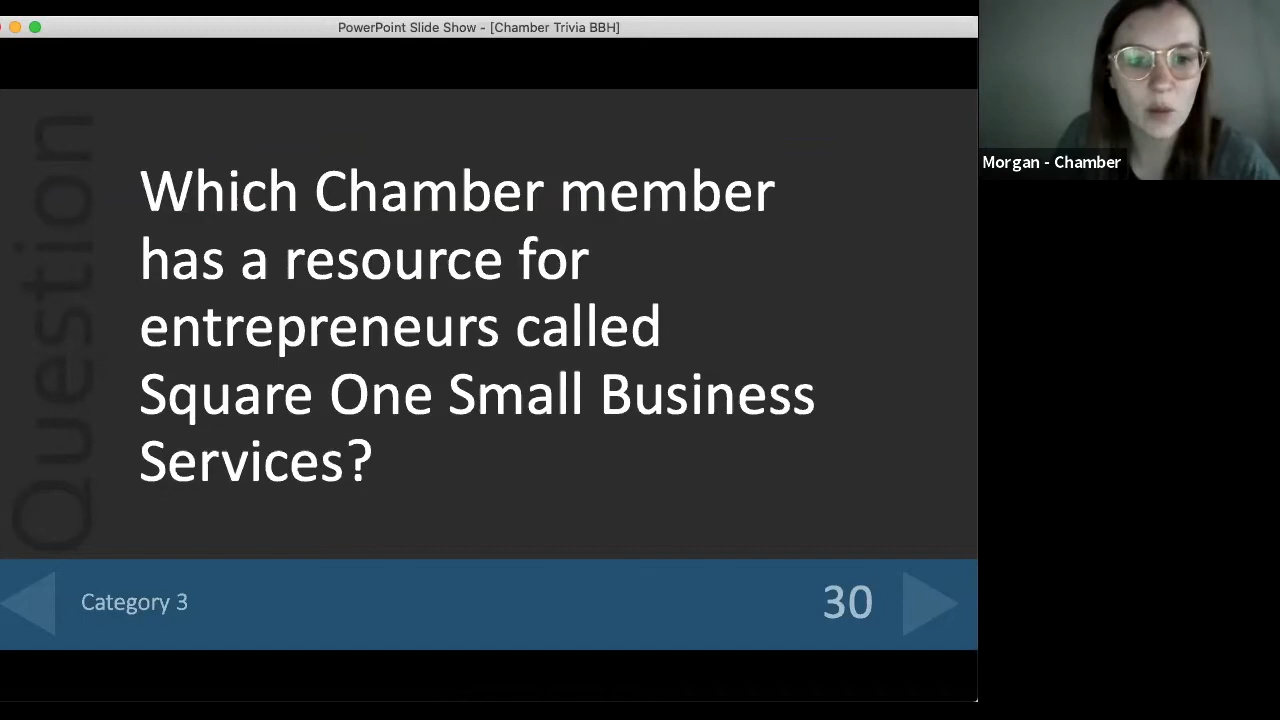 PowerPoint Slide Show - [Chamber Trivia BBH]
Question
Which Chamber member
has a resource for
entrepreneurs called
Square One Small Business
Services?
Category 3
30
Morgan - Chamber